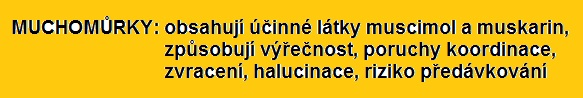 MUCHOMŮRKY: obsahují účinné látky muscimol a muskarin,
způsobují výřečnost, poruchy koordinace,
zvracení, halucinace, riziko předávkování